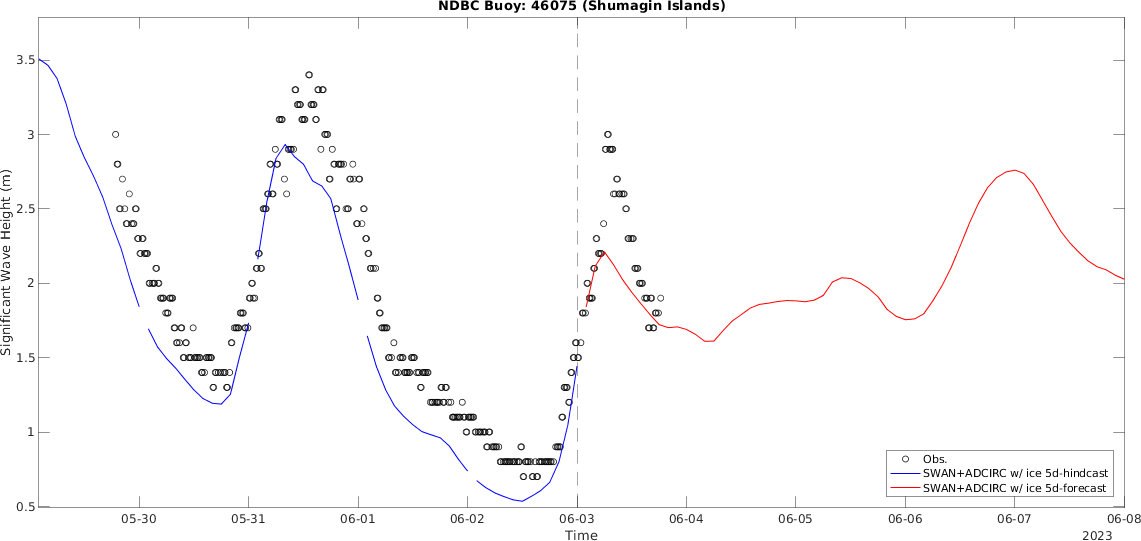 NDBC Buoy: 46075 (Shumagin Islands)
Significant Wave Height (m)
3.5
3
2.5
2
1.5
1
0.5
Obs.
SWAN+ADCIRC w/ ice 5d-hindcast
SWAN+ADCIRC w/ ice 5d-forecast
05-30 05-31 06-01 06-02 06-03 06-04 06-05 06-06 06-07 06-08
Time
2023